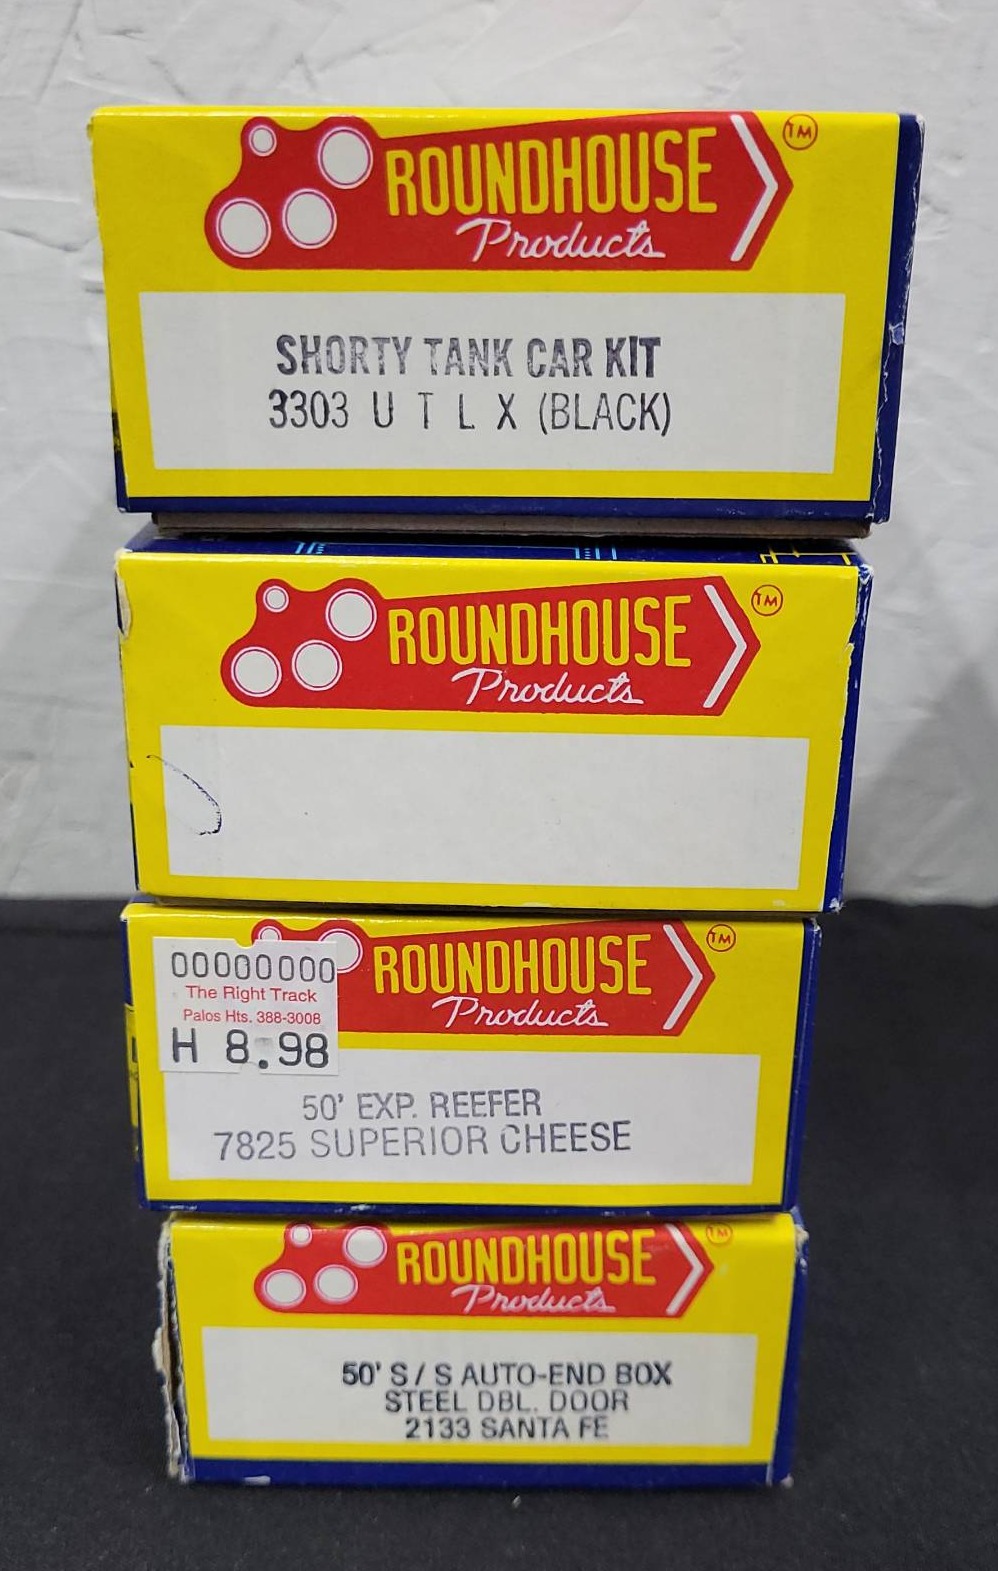 ROUNDHOUSE
TM
Products
SHORTY TANK CAR KIT
3303 U T L X (BLACK)
ROUNDHOUSE
TM
Products
ROUNDHOUSE
TM
Products
00000000
The Right Track
Palos Hts. 388-3008
H 8.98
50' EXP. REEFER
7825 SUPERIOR CHEESE
ROUNDHOUSE
TM
Products
50' S/S AUTO-END BOX
STEEL DBL. DOOR
2133 SANTA FE